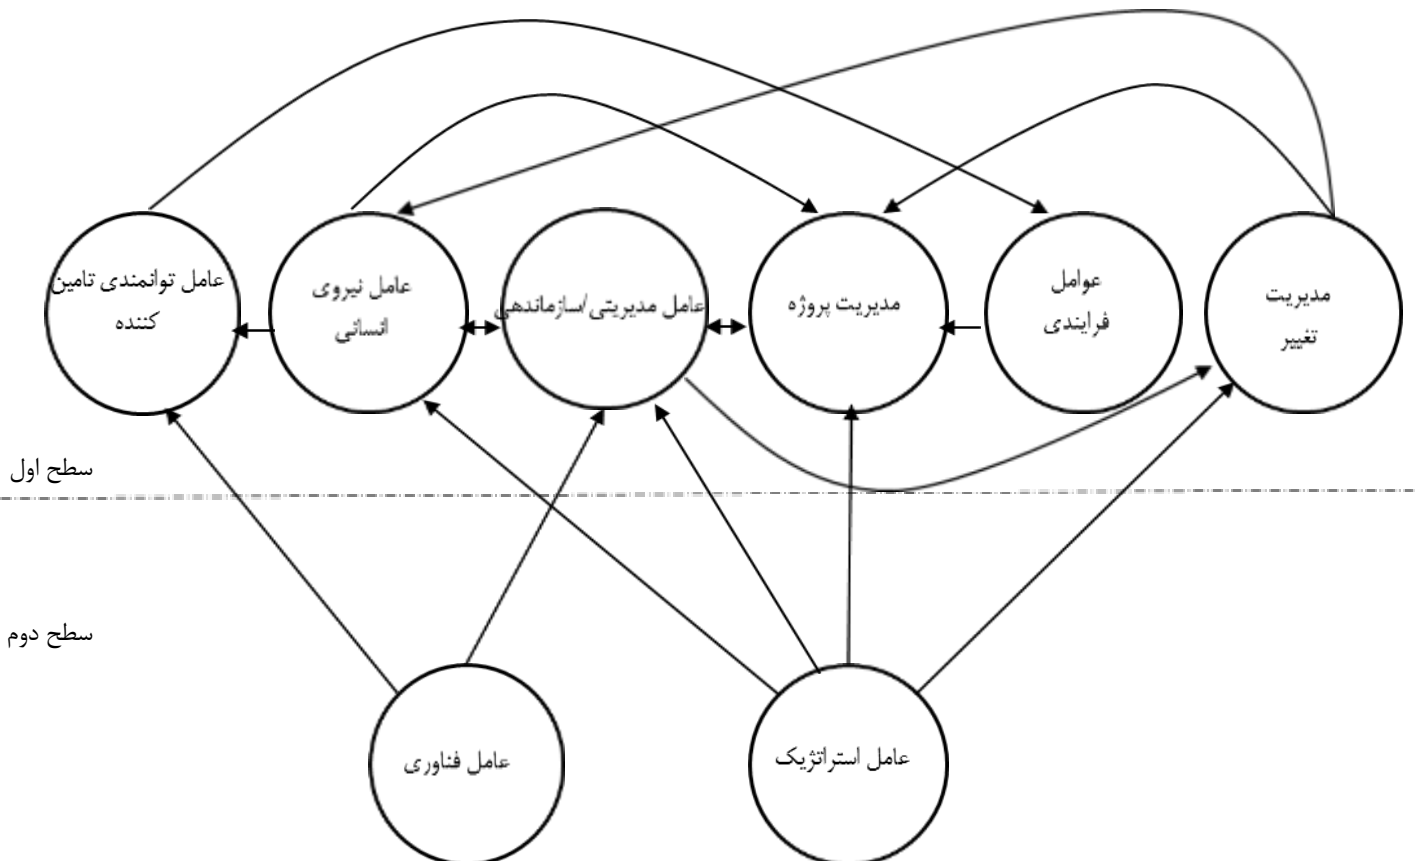 مدیریت
تغییر
عوامل
فرایندی
مدیریت پروژه
عامل مدیریتی/سازماندهی
عامل نیروی
انسانی
عامل توانمندی تامین
کننده
سطح اول
سطح دوم
عامل استراتژیک
عامل فناوری